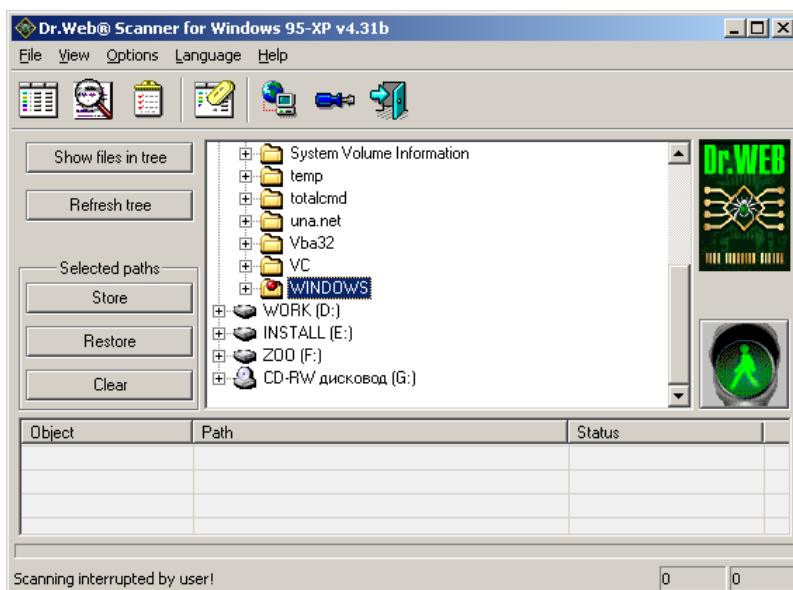 Dr.Web® Scanner for Windows 95-XP v4.31b
File View Options Language Help
Show files in tree
Refresh tree
Selected paths
Store
Restore
Clear
System Volume Information
temp
totalcmd
una.net
Vba32
VC
WINDOWS
WORK (D:)
INSTALL (E:)
ZOO (F:)
CD-RW дисковод (G:)
Dr.WEB
Object Path Status
Scanning interrupted by user! 0 0